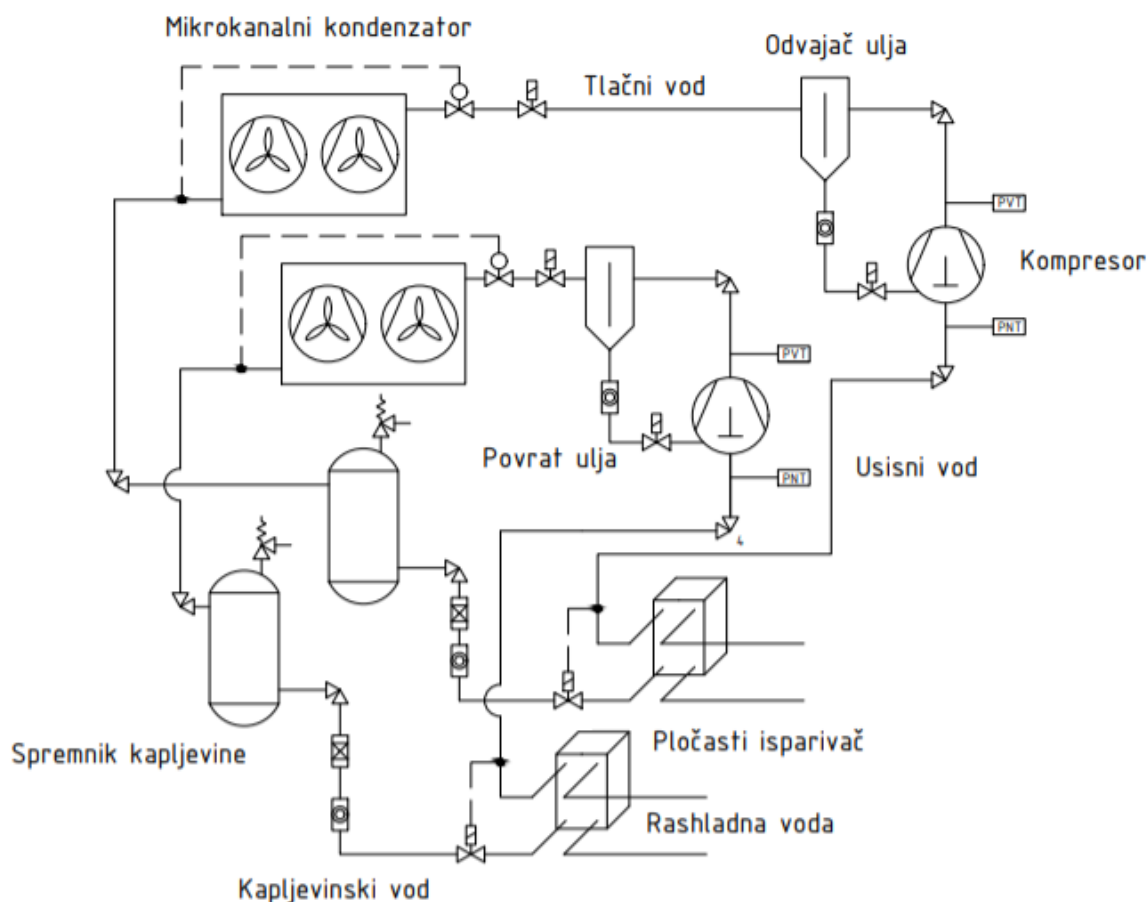 Mikrokanalni kondenzator
Odvajač ulja
Tlačni vod
PVT
Kompresor
PNT
PVT
Povrat ulja
Usisni vod
PNT
4
Spremnik kapljevine
Pločasti isparivač
Rashladna voda
Kapljevinski vod